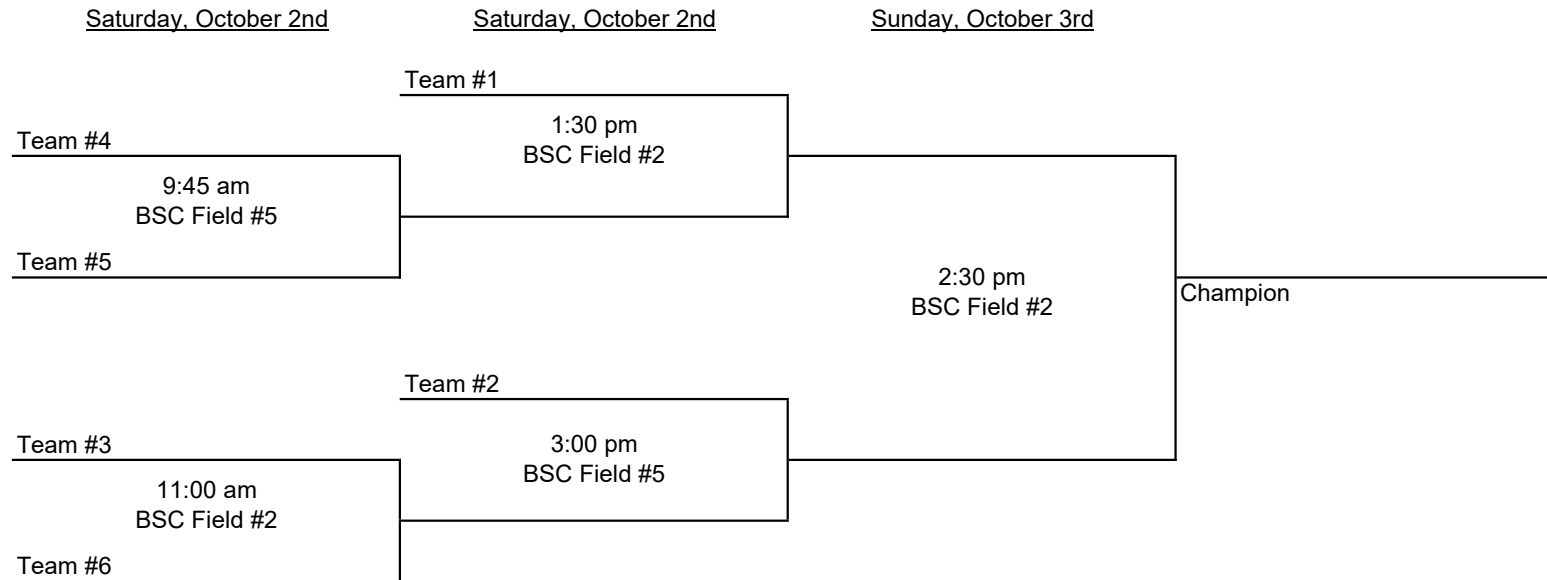 Saturday, October 2nd
Saturday, October 2nd
Sunday, October 3rd
Team #1
1:30 pm
BSC Field #2
Team #4
9:45 am
BSC Field #5
Team #5
2:30 pm
BSC Field #2
Champion
Team #2
Team #3
3:00 pm
BSC Field #5
11:00 am
BSC Field #2
Team #6